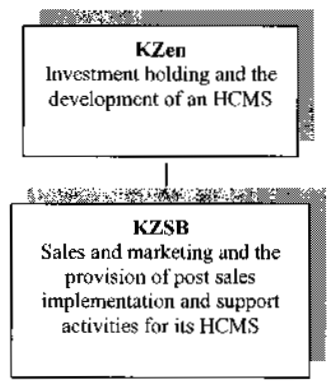 KZen
Investment holding and the
development of an HCMS
KZSB
Sales and marketing and the
provision of post sales
implementation and support
activities for its HCMS